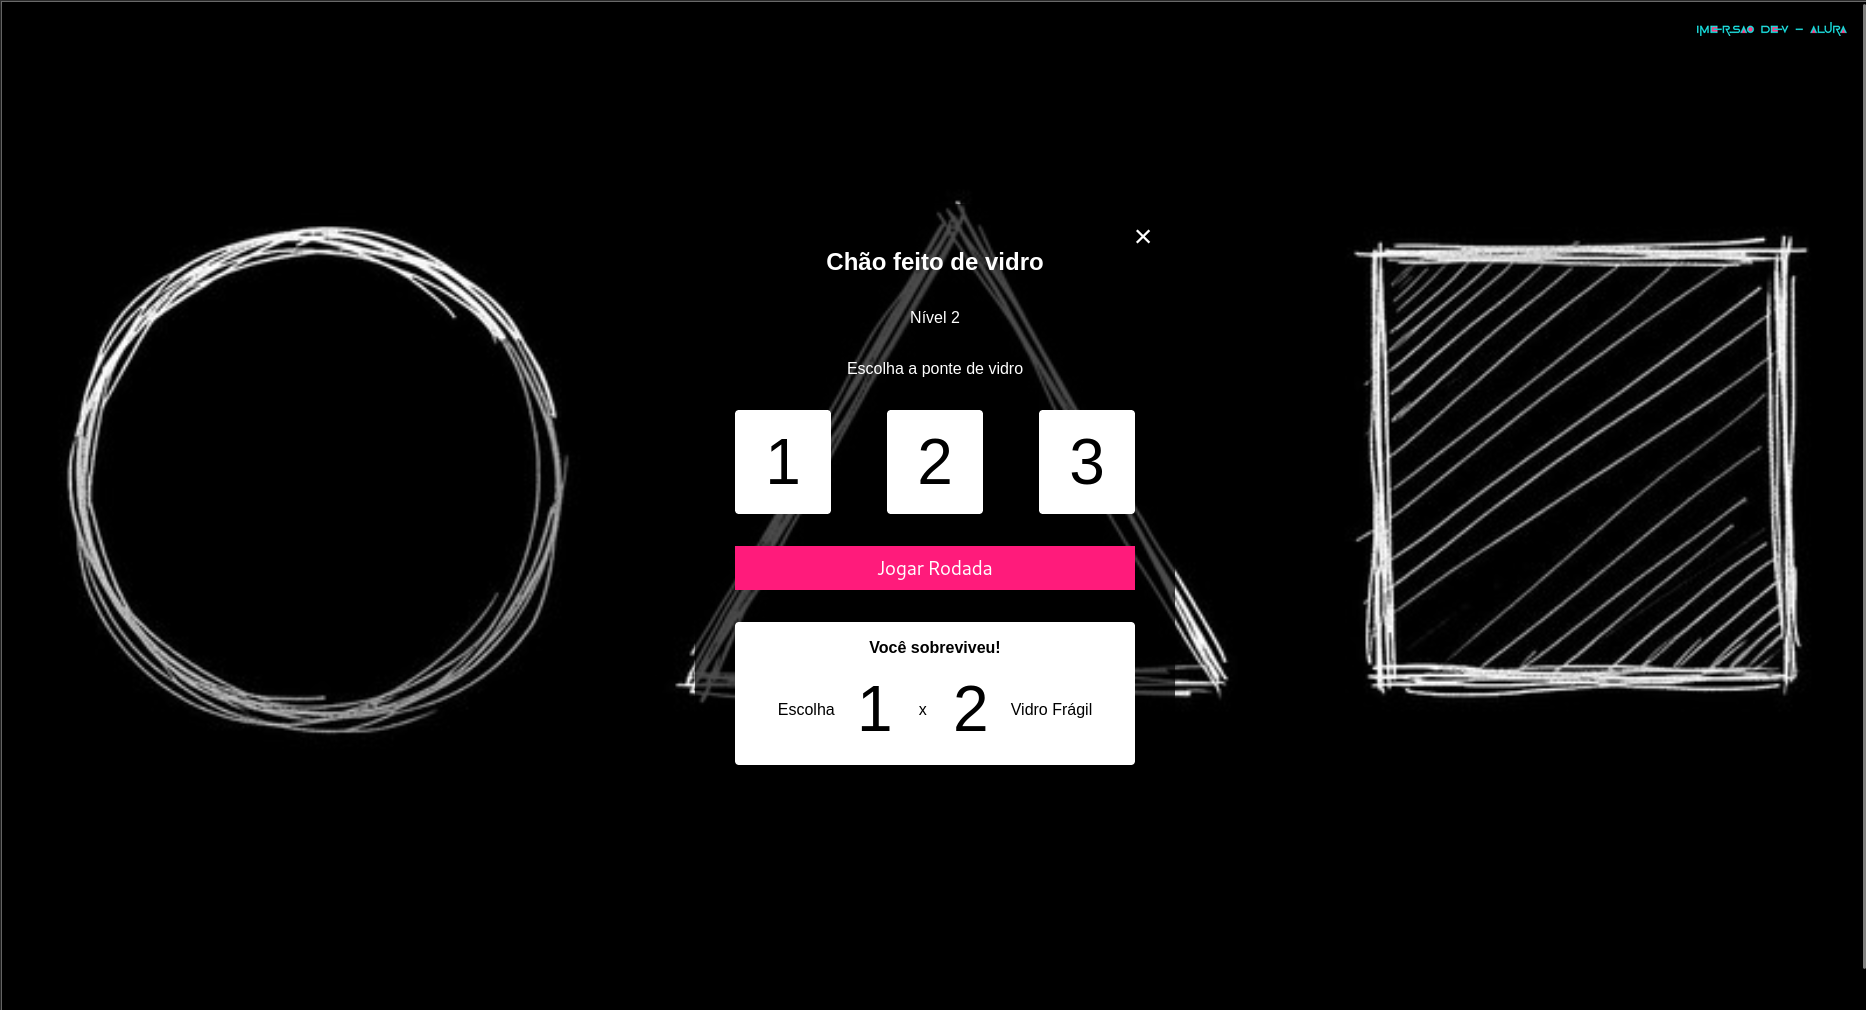 IMERSAO DEV - ALURA
×
Chão feito de vidro
Nível 2
Escolha a ponte de vidro
1 2 3
Jogar Rodada
Você sobreviveu!
Escolha 1 x 2 Vidro Frágil